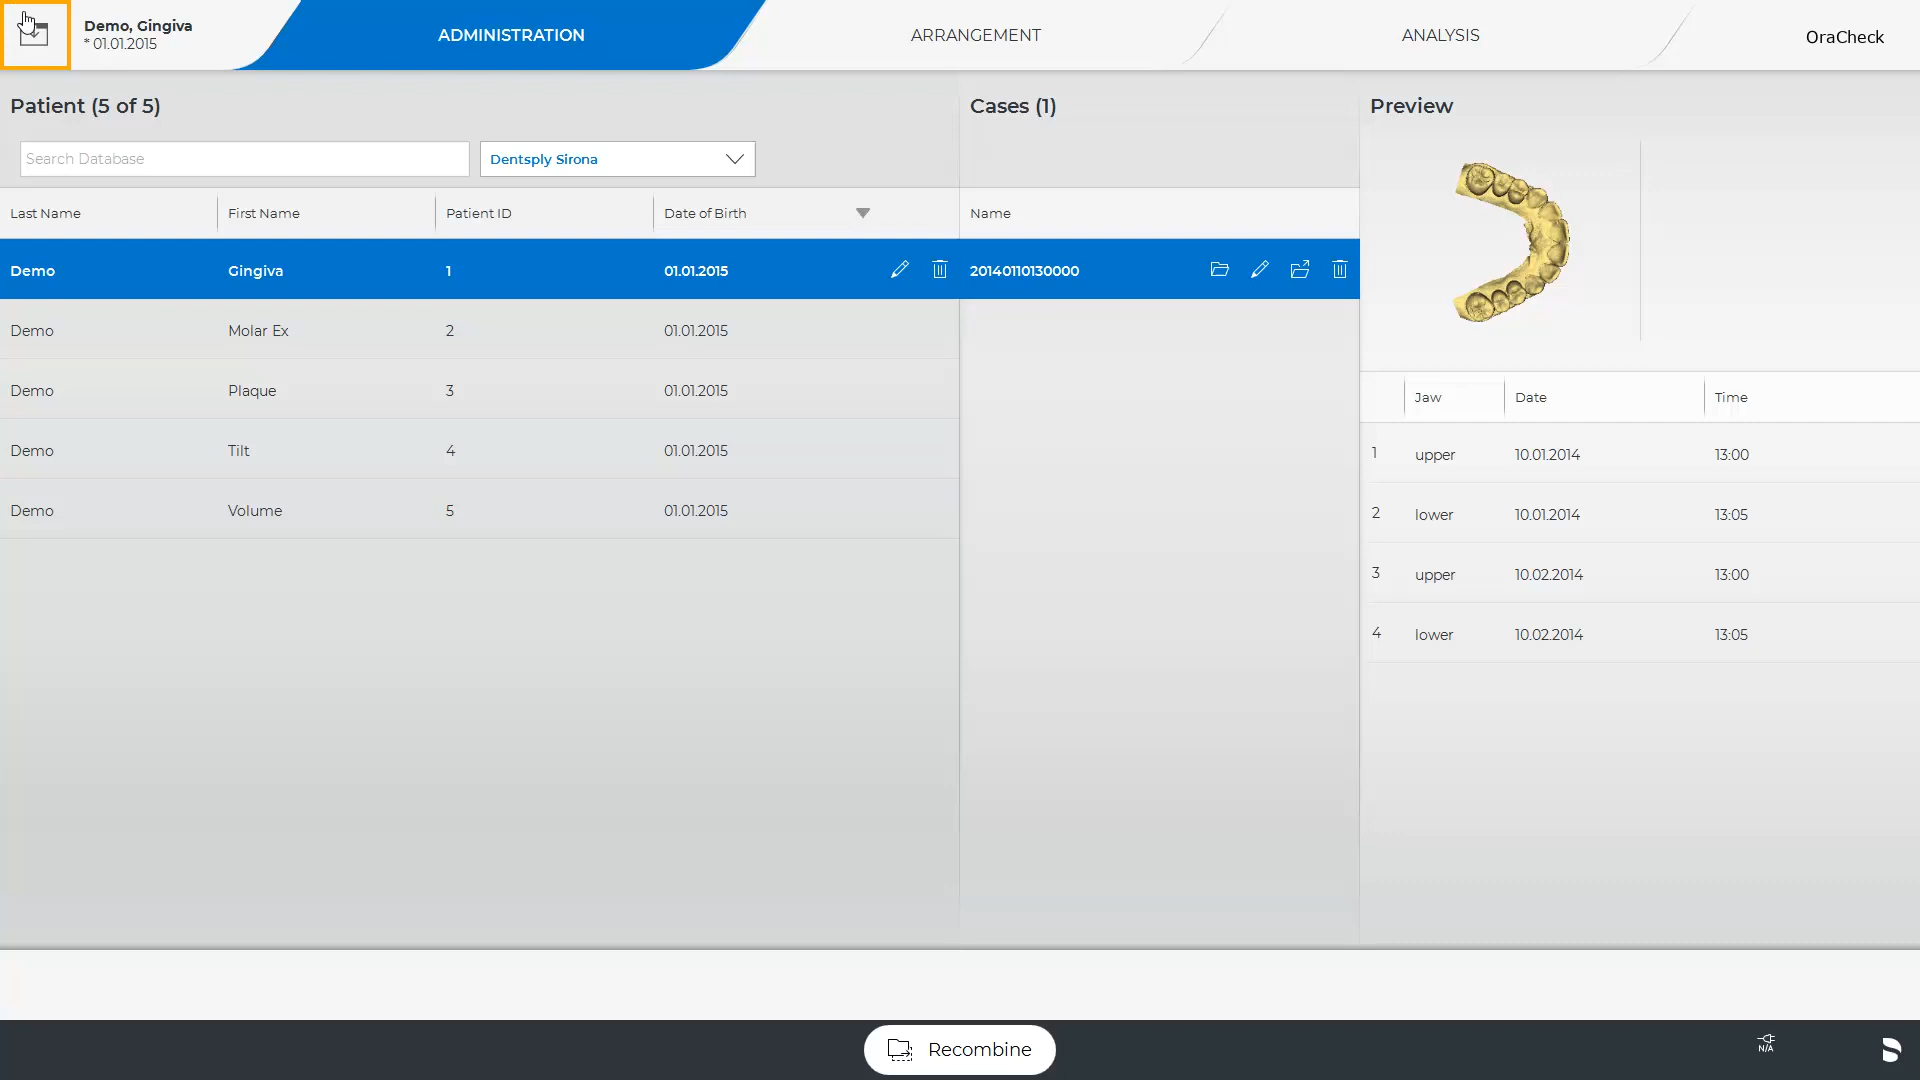 Demo, Gingiva
* 01.01.2015
ADMINISTRATION
ARRANGEMENT
ANALYSIS
OraCheck
Patient (5 of 5)
Cases (1)
Preview
Search Database
Dentsply Sirona
Last Name First Name Patient ID Date of Birth Name
Demo Gingiva 1 01.01.2015 20140110130000
Demo Molar Ex 2 01.01.2015
Demo Plaque 3 01.01.2015
Demo Tilt 4 01.01.2015
Demo Volume 5 01.01.2015
Jaw Date Time
1 upper 10.01.2014 13:00
2 lower 10.01.2014 13:05
3 upper 10.02.2014 13:00
4 lower 10.02.2014 13:05
Recombine
N/A